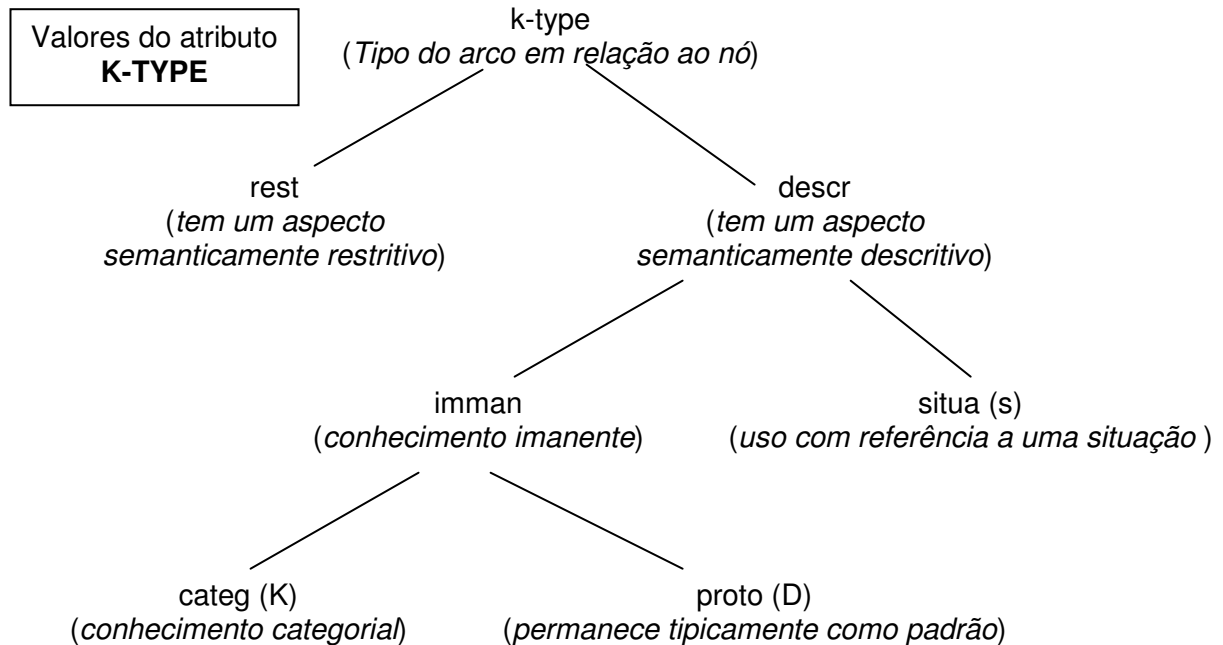 Valores do atributo
K-TYPE
k-type
(Tipo do arco em relação ao nó)
rest
(tem um aspecto
semanticamente restritivo)
descr
(tem um aspecto
semanticamente descritivo)
imman
(conhecimento imanente)
situa (s)
(uso com referência a uma situação )
categ (K)
(conhecimento categorial)
proto (D)
(permanece tipicamente como padrão)